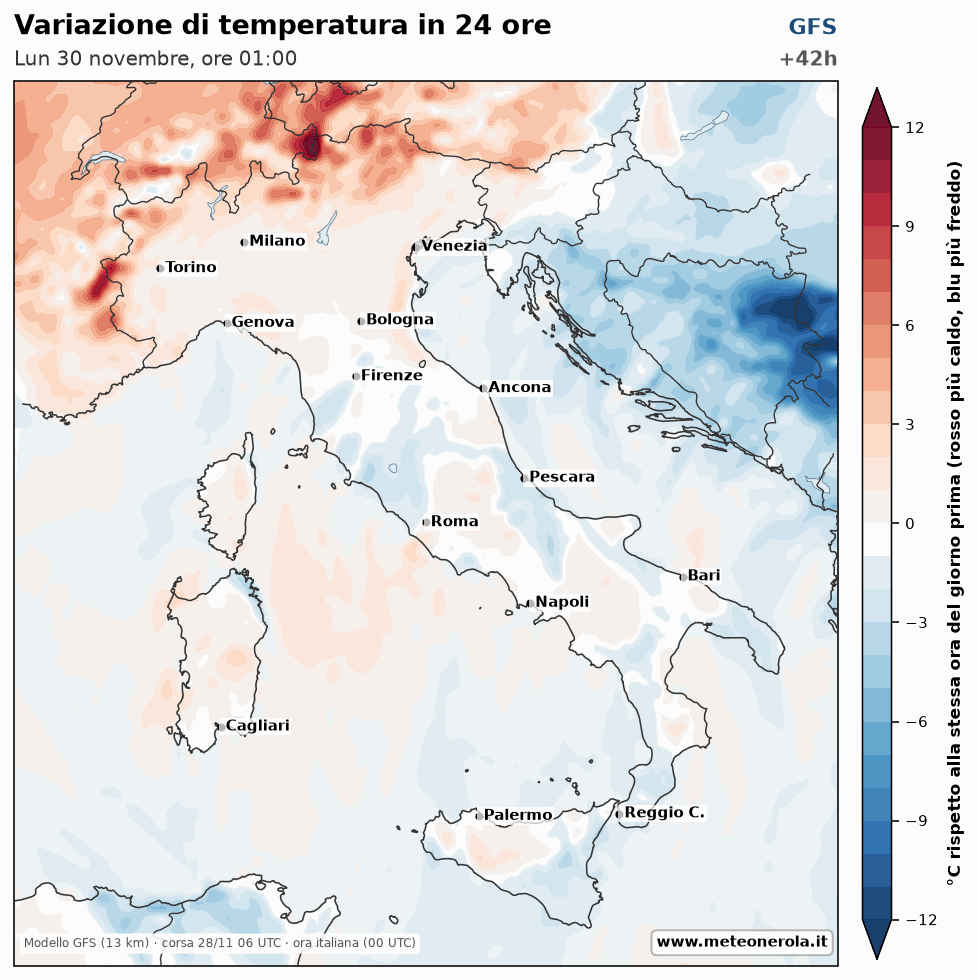 Variazione di temperatura in 24 ore
GFS
Lun 30 novembre, ore 01:00
+42h
Milano
Venezia
Torino
Genova
Bologna
Firenze
Ancona
Pescara
Roma
Bari
Napoli
Cagliari
Palermo
Reggio C.
12
9
6
3
0
−3
−6
−9
−12
°C rispetto alla stessa ora del giorno prima (rosso più caldo, blu più freddo)
Modello GFS (13 km) · corsa 28/11 06 UTC · ora italiana (00 UTC)
www.meteonerola.it